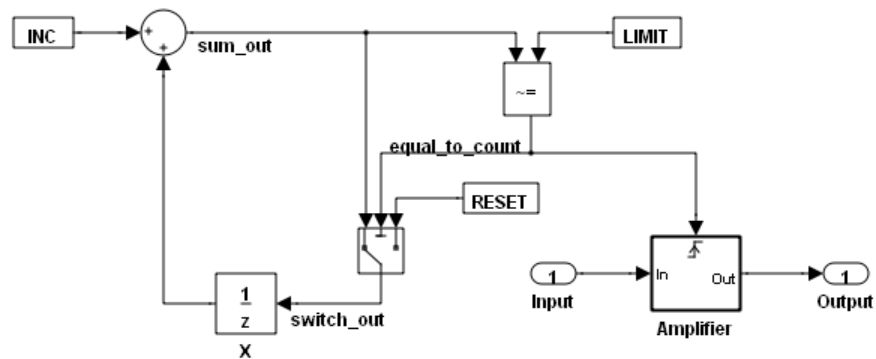 INC
+
+
sum_out
LIMIT
~=
equal_to_count
RESET
1
z
X
switch_out
1
Input
In
Out
Amplifier
1
Output